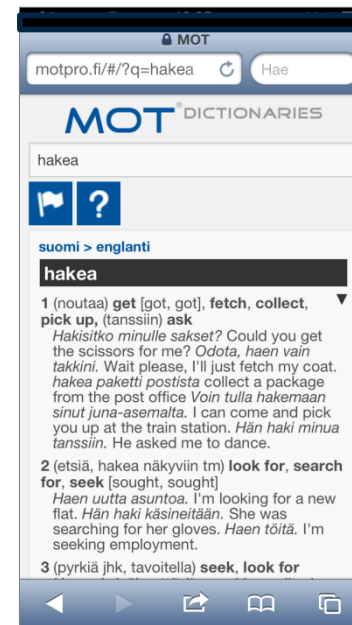 MOT
motpro.fi/#/?q=hakea
Hae
MOT® DICTIONARIES
hakea
?
suomi > englanti
hakea
1 (noutaa) get [got, got], fetch, collect,
pick up, (tanssiin) ask
Hakisitko minulle sakset? Could you get
the scissors for me? Odota, haen vain
takkini. Wait please, I'll just fetch my coat.
hakea paketti postista collect a package
from the post office Voin tulla hakemaan
sinut juna-asemalta. I can come and pick
you up at the train station. Hän haki minua
tanssiin. He asked me to dance.
2 (etsiä, hakea näkyviin tm) look for, search
for, seek [sought, sought]
Haen uutta asuntoa. I'm looking for a new
flat. Hän haki käsineitään. She was
searching for her gloves. Haen töitä. I'm
seeking employment.
3 (pyrkiä jhk, tavoitella) seek, look for